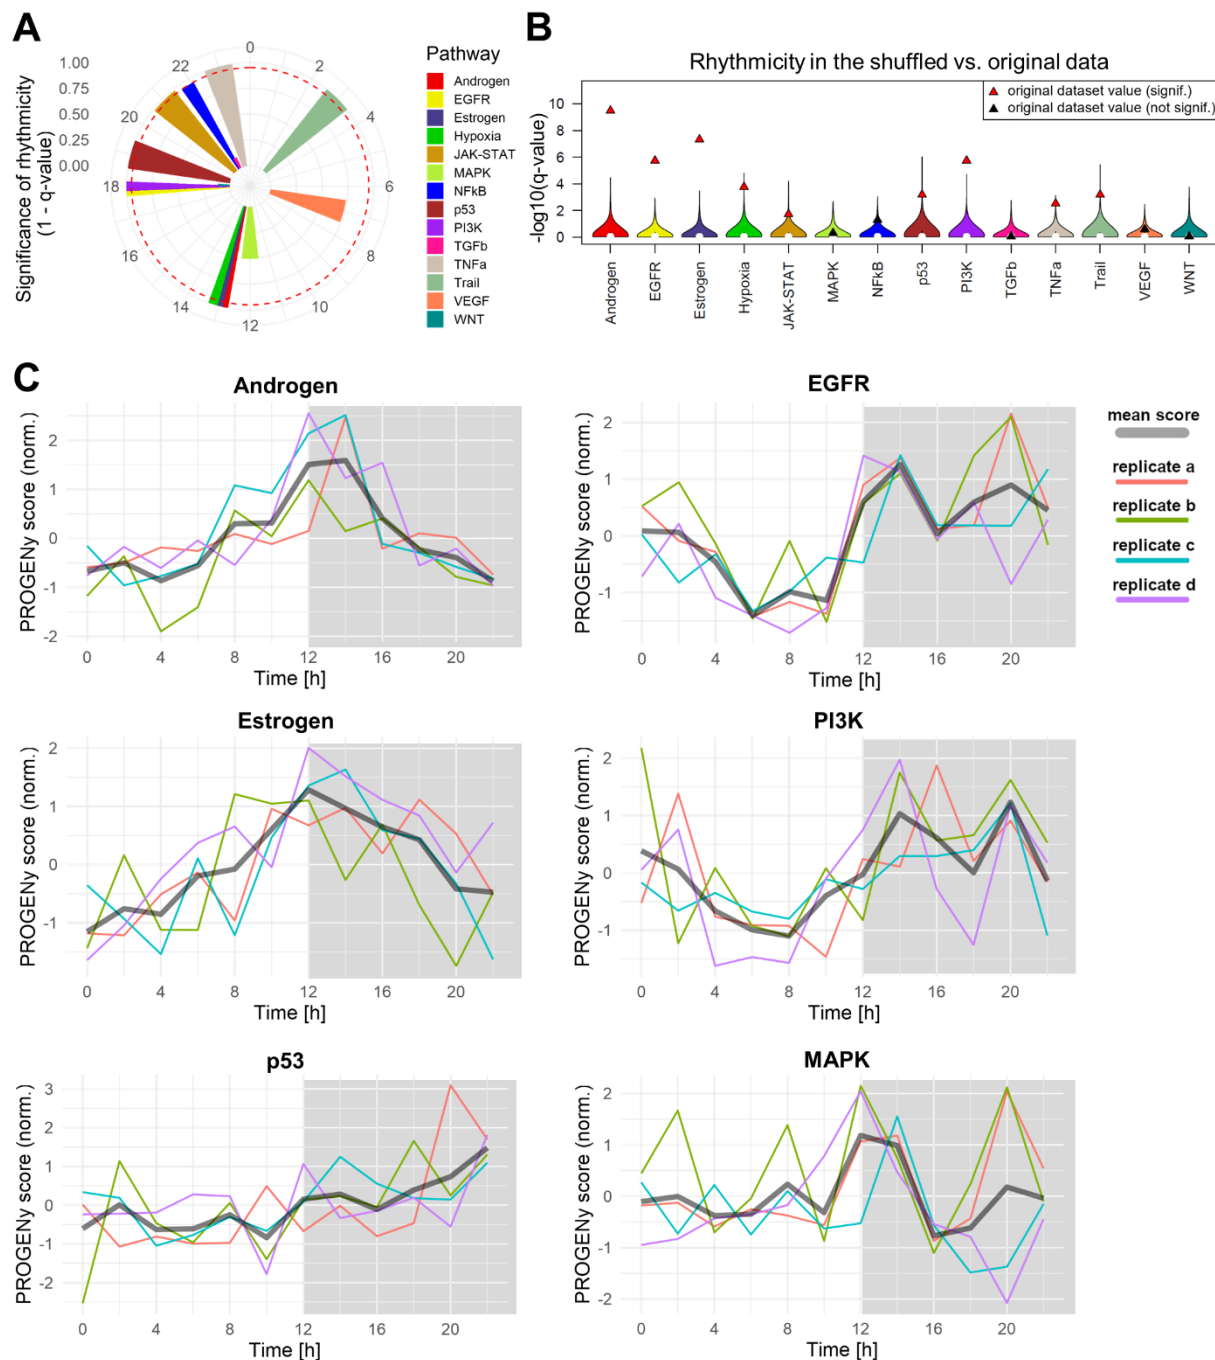 A
Significance of rhythmicity
(1 - q-value)
1.00
0.75
0.50
0.25
0.00
0
2
4
6
8
10
12
14
16
18
20
22
Pathway
Androgen
EGFR
Estrogen
Hypoxia
JAK-STAT
MAPK
NFkB
p53
PI3K
TGFb
TNFa
Trail
VEGF
WNT
B
Rhythmicity in the shuffled vs. original data
original dataset value (signif.)
original dataset value (not signif.)
-log10(q-value)
10
8
6
4
2
0
Androgen
EGFR
Estrogen
Hypoxia
JAK-STAT
MAPK
NFkB
p53
PI3K
TGFb
TNFa
Trail
VEGF
WNT
C
Androgen
PROGENy score (norm.)
2
1
0
-1
-2
0 4 8 12 16 20
Time [h]
EGFR
PROGENy score (norm.)
2
1
0
-1
0 4 8 12 16 20
Time [h]
mean score
replicate a
replicate b
replicate c
replicate d
Estrogen
PROGENy score (norm.)
2
1
0
-1
0 4 8 12 16 20
Time [h]
PI3K
PROGENy score (norm.)
2
1
0
-1
0 4 8 12 16 20
Time [h]
p53
PROGENy score (norm.)
3
2
1
0
-1
-2
0 4 8 12 16 20
Time [h]
MAPK
PROGENy score (norm.)
2
1
0
-1
-2
0 4 8 12 16 20
Time [h]